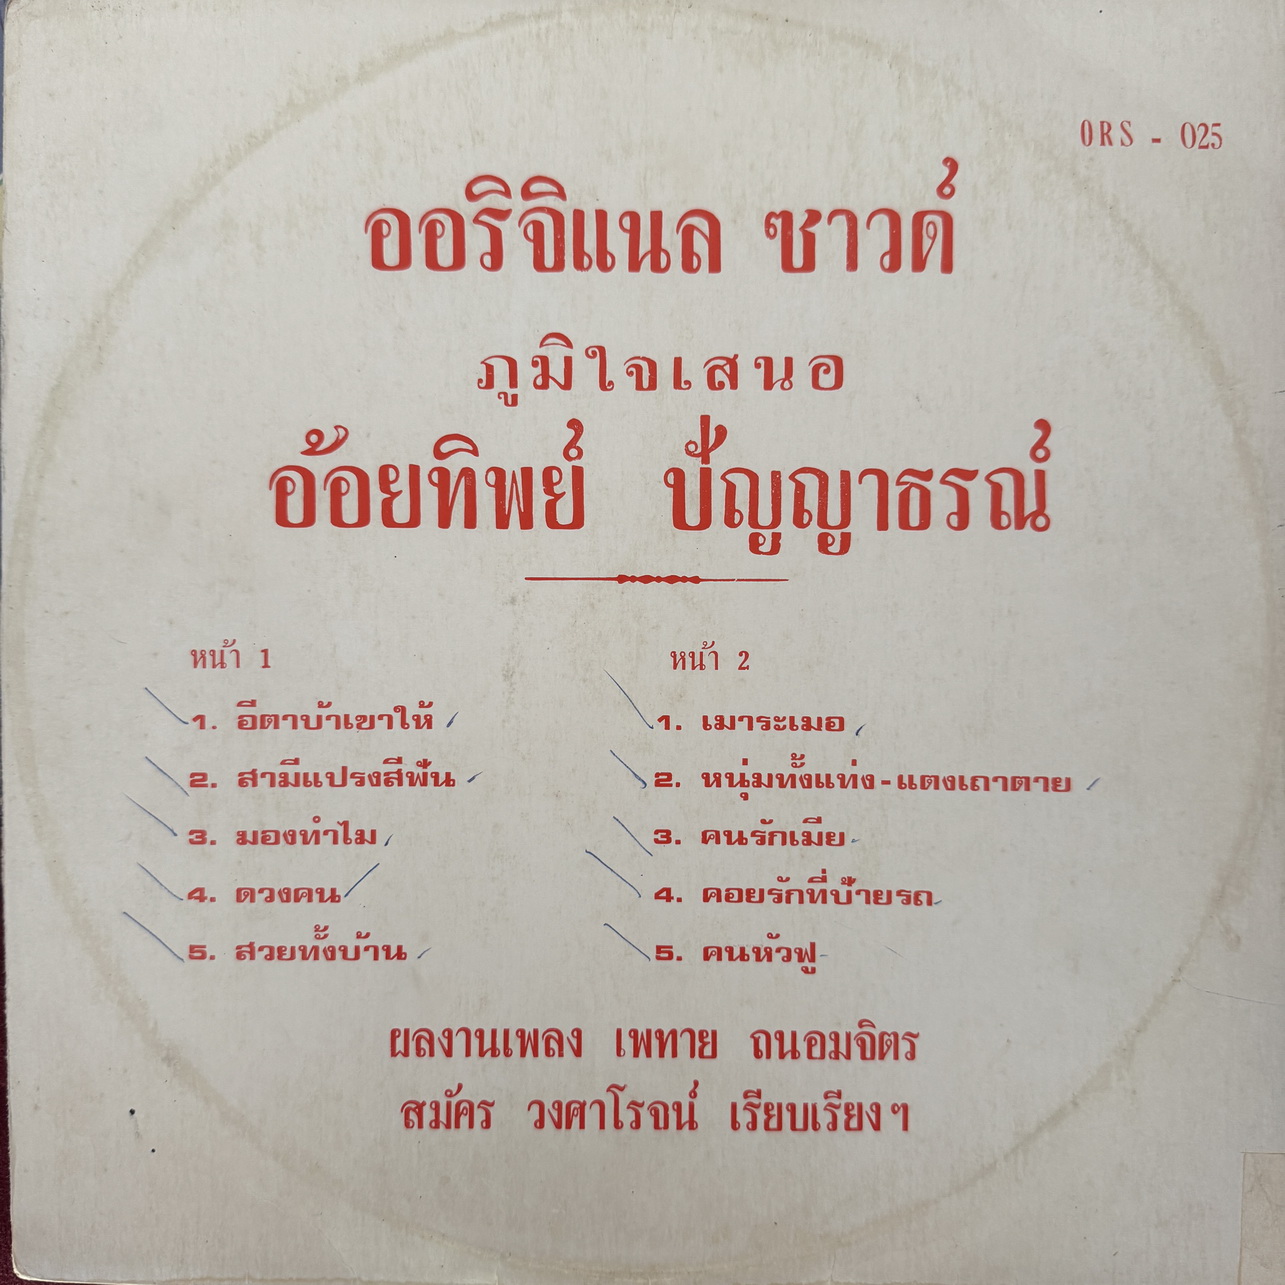 ORS - 025
ออริจิแนล ซาวด์
ภูมิใจเสนอ
อ้อยทิพย์ ปัญญาธรณ์
หน้า 1
1. อีตาบ้าเขาให้
2. สามีแปรงสีฟัน
3. มองทำไม
4. ดวงคน
5. สวยทั้งบ้าน
หน้า 2
1. เมาระเมอ
2. หนุ่มทั้งแท่ง - แตงเถาตาย
3. คนรักเมีย
4. คอยรักที่ป้ายรถ
5. คนหัวฟู
ผลงานเพลง เพทาย ถนอมจิตร
สมัคร วงศาโรจน์ เรียบเรียง ๆ